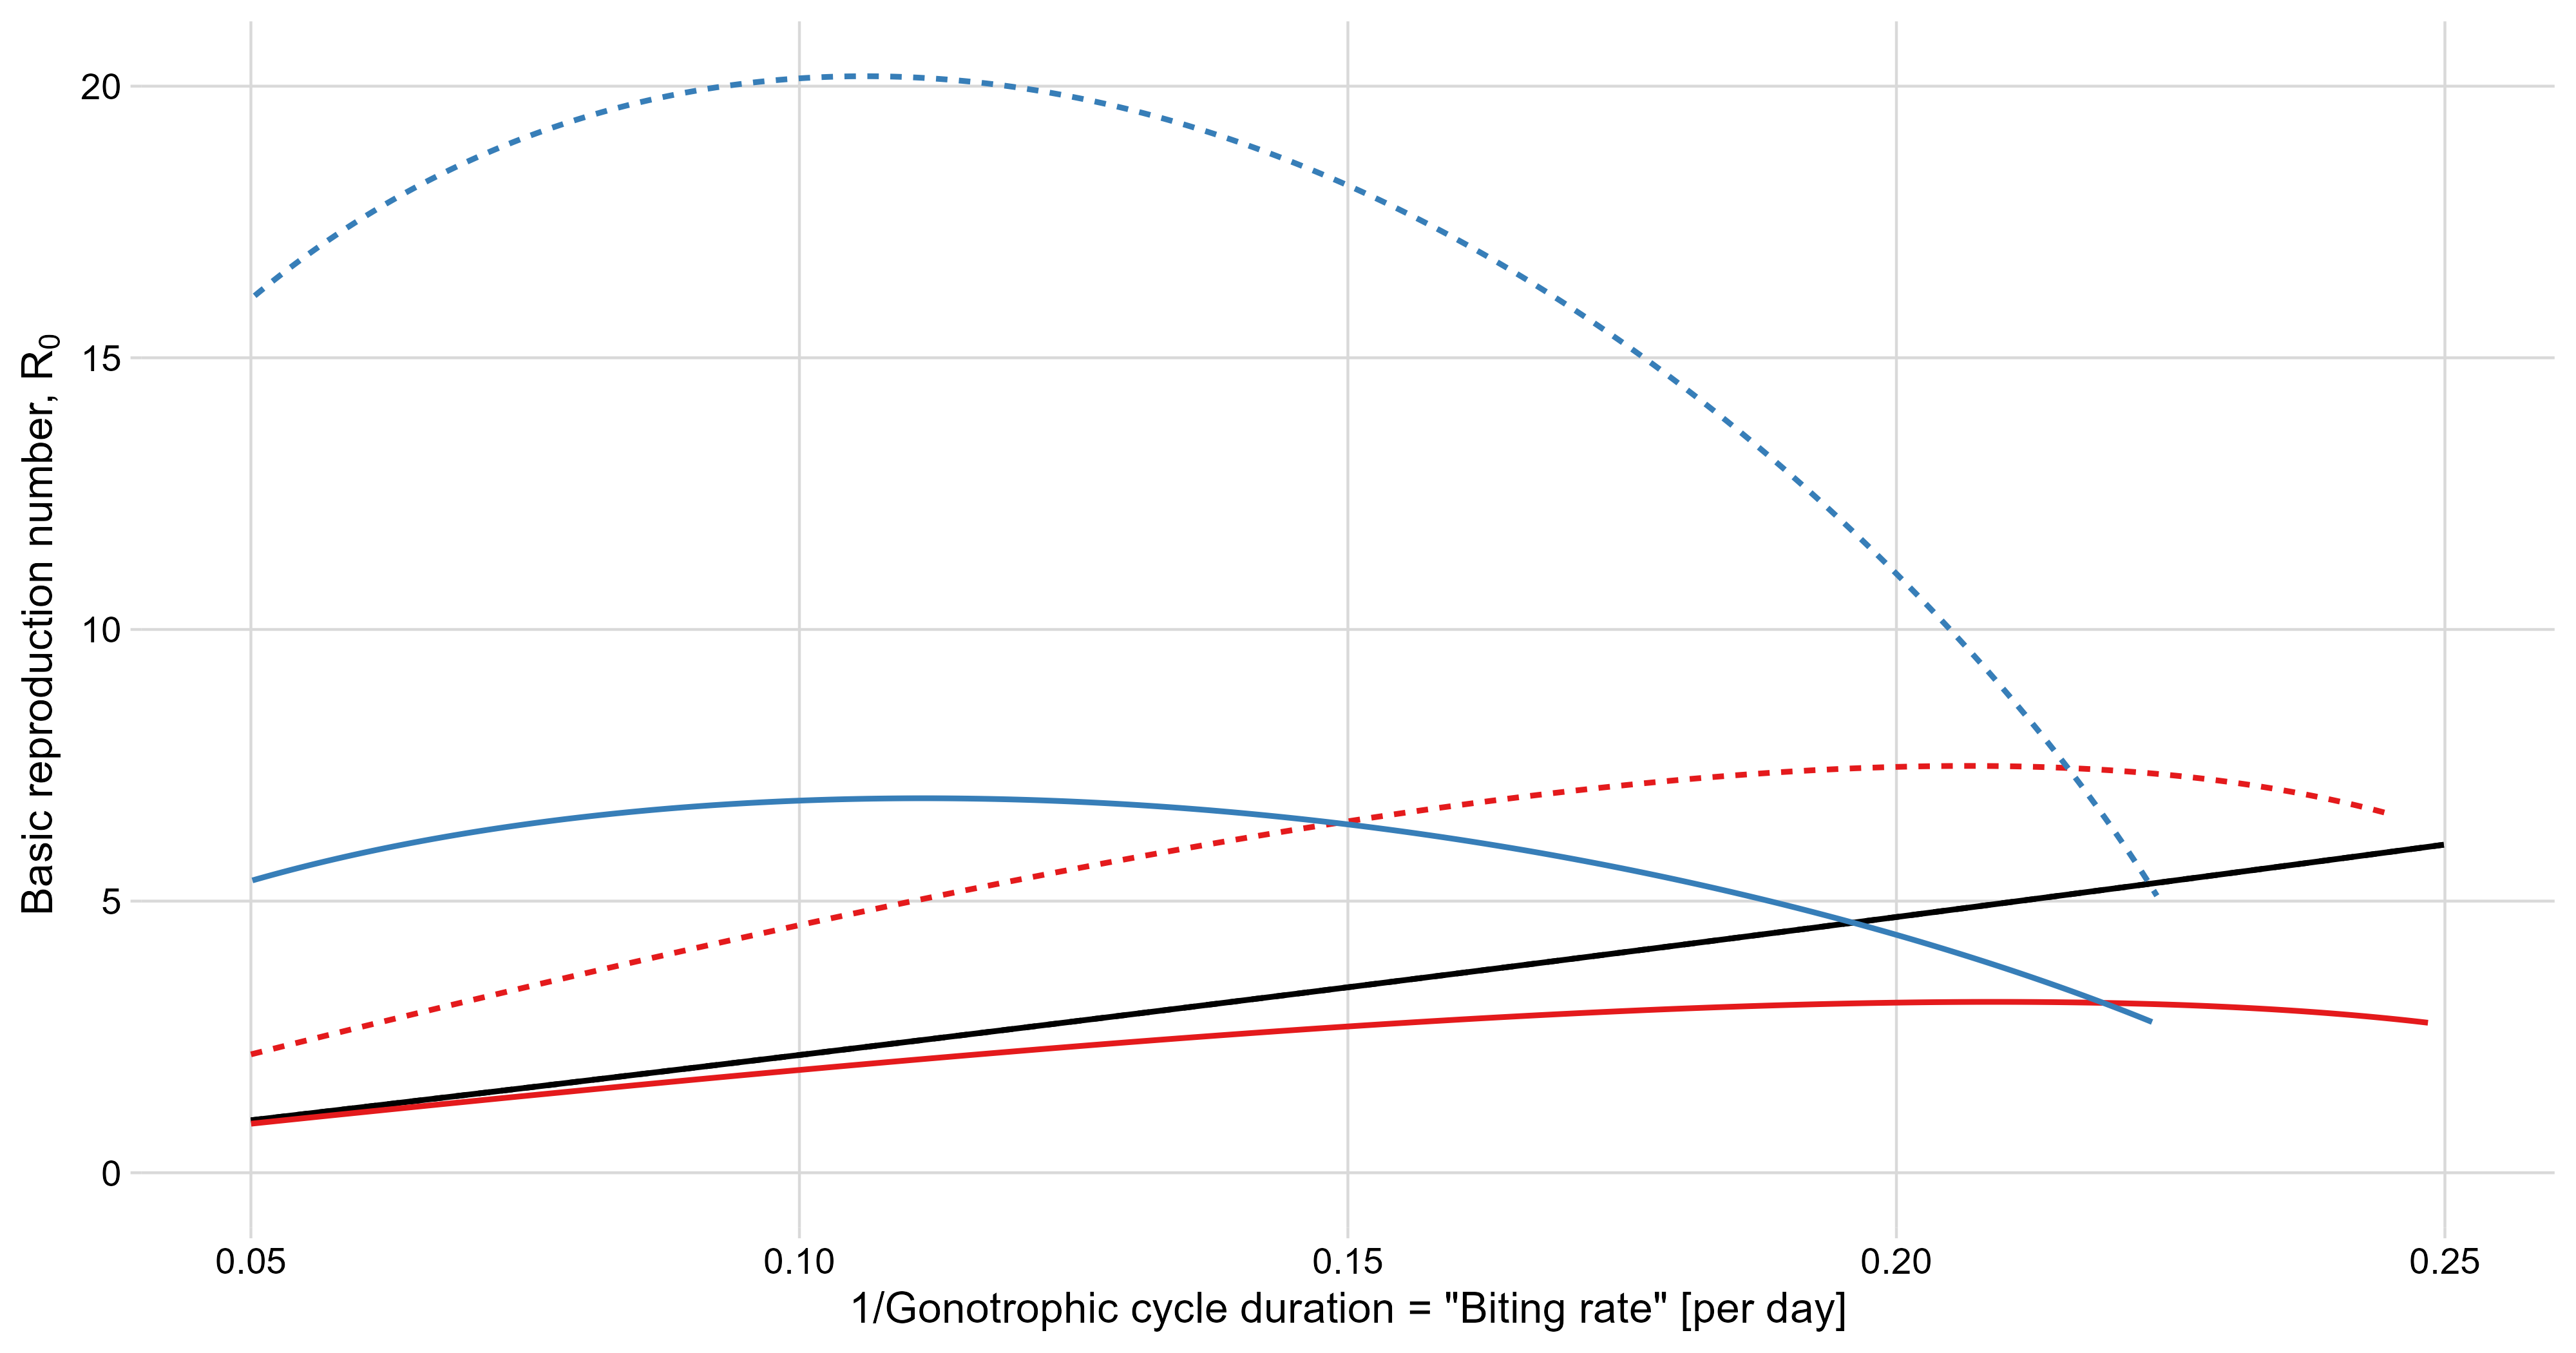 Basic reproduction number, R₀
20
15
10
5
0
0.05 0.10 0.15 0.20 0.25
1/Gonotrophic cycle duration = "Biting rate" [per day]